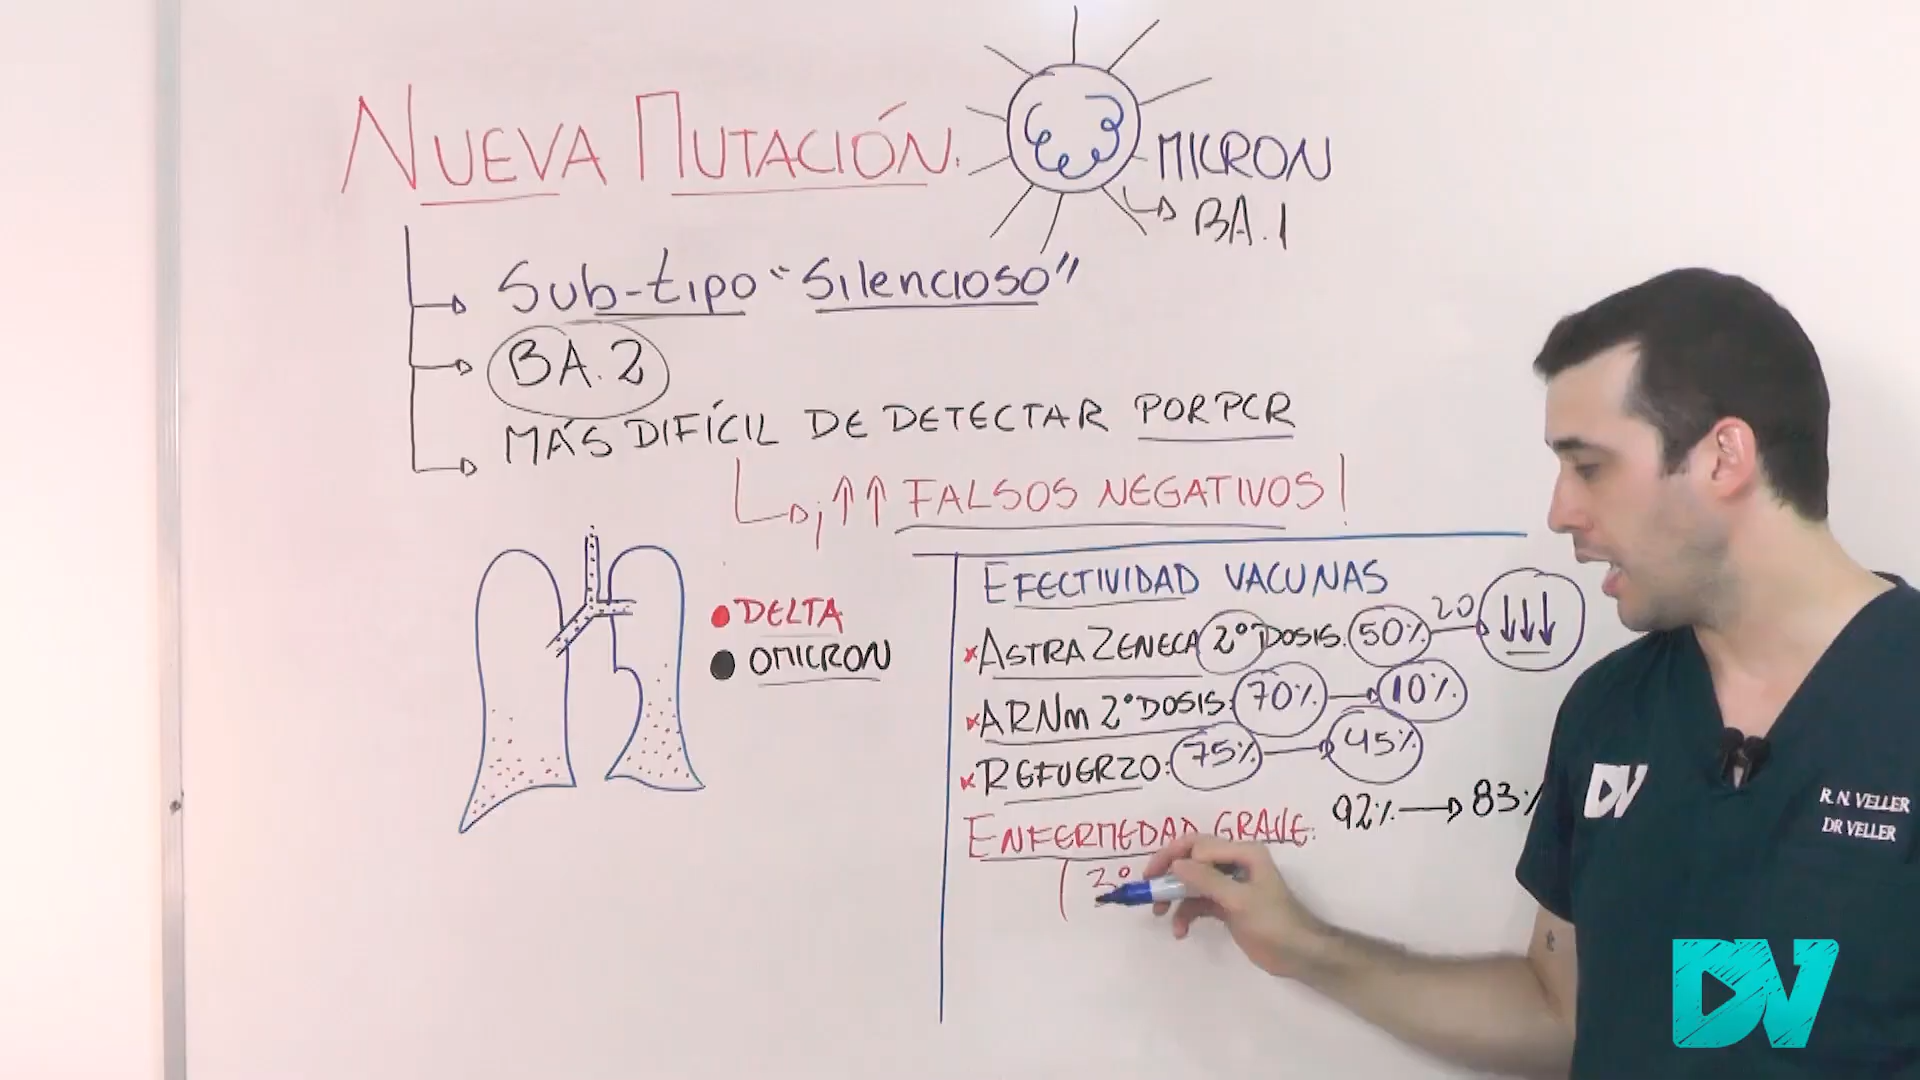 NUEVA MUTACIÓN. OMICRON
BA.1
Sub-tipo "Silencioso"
BA.2
MÁS DIFÍCIL DE DETECTAR POR PCR
¡↑↑ FALSOS NEGATIVOS!
DELTA
OMICRON
EFECTIVIDAD VACUNAS
ASTRAZENECA 2° DOSIS: 50% 20 ↓↓↓
ARNm 2° DOSIS: 70% → 10%
REFUERZO: 75% → 45%
ENFERMEDAD GRAVE: 92% → 83%
(3°
R. N. VELLER
DR VELLER
DV
DV